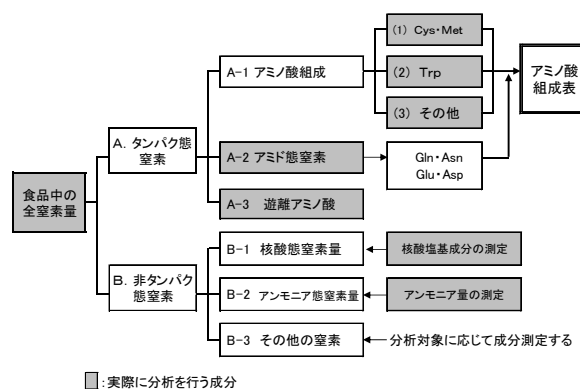 (1) Cys・Met
A-1 アミノ酸組成
(2) Trp
アミノ酸
組成表
(3) その他
A. タンパク態
窒素
A-2 アミド態窒素
Gln・Asn
Glu・Asp
食品中の
全窒素量
A-3 遊離アミノ酸
B-1 核酸態窒素量
核酸塩基成分の測定
B. 非タンパク
態窒素
B-2 アンモニア態窒素量
アンモニア量の測定
B-3 その他の窒素
分析対象に応じて成分測定する
:実際に分析を行う成分